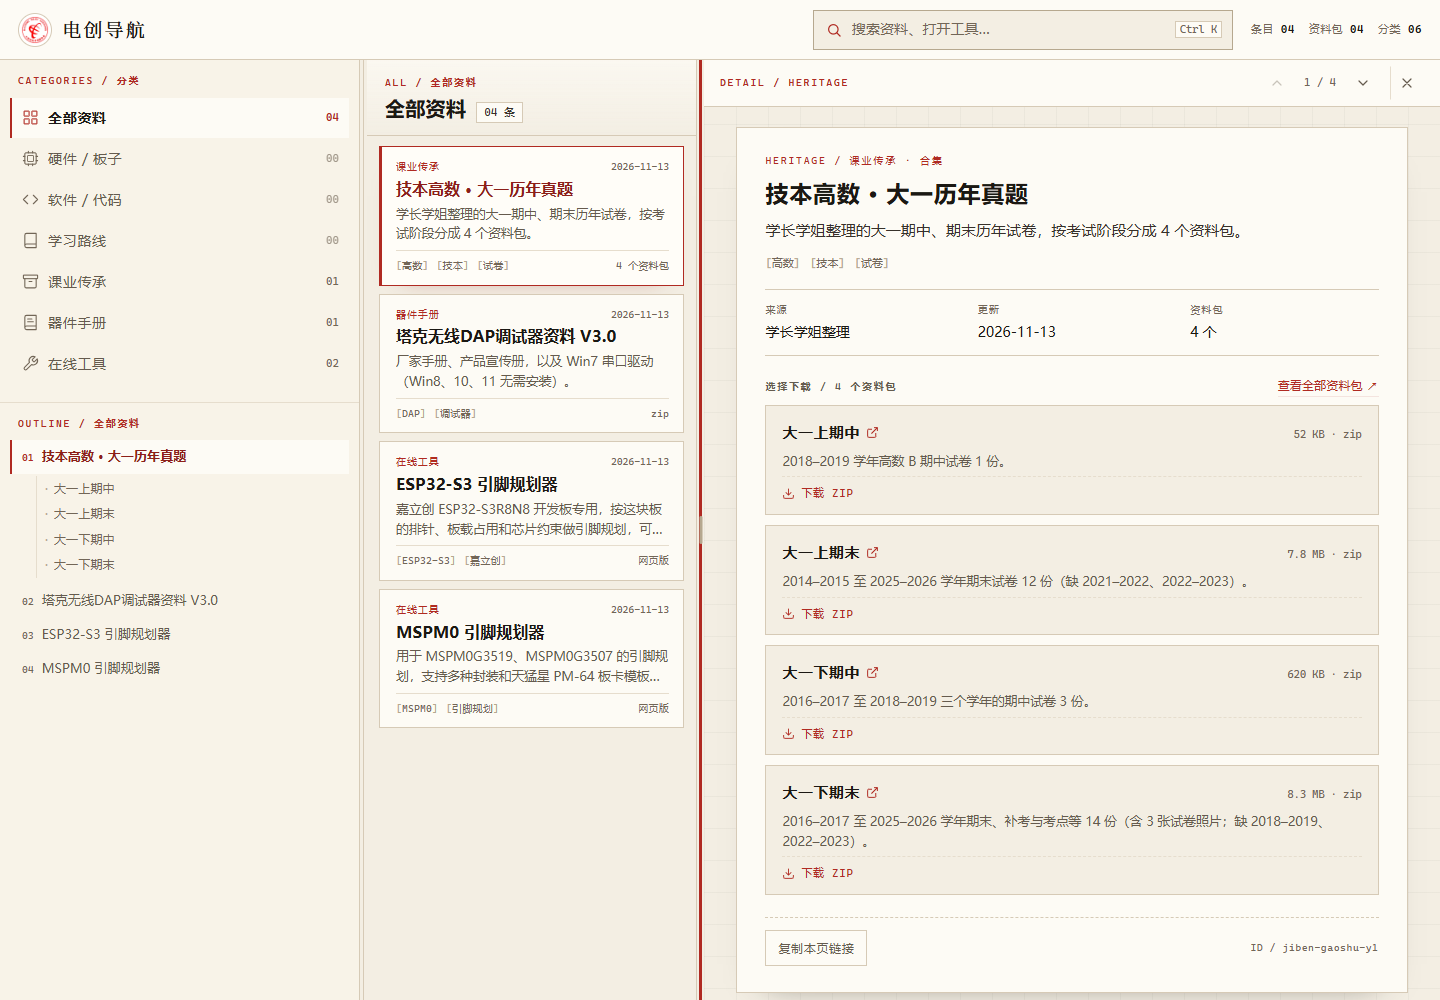 电创导航
搜索资料、打开工具...
Ctrl K
条目 04 资料包 04 分类 06
CATEGORIES / 分类
全部资料 04
硬件 / 板子 00
软件 / 代码 00
学习路线 00
课业传承 01
器件手册 01
在线工具 02
OUTLINE / 全部资料
01 技本高数 • 大一历年真题
· 大一上期中
· 大一上期末
· 大一下期中
· 大一下期末
02 塔克无线DAP调试器资料 V3.0
03 ESP32-S3 引脚规划器
04 MSPM0 引脚规划器
ALL / 全部资料
全部资料 04 条
课业传承 2026-11-13
技本高数 • 大一历年真题
学长学姐整理的大一期中、期末历年试卷，按考
试阶段分成 4 个资料包。
[高数] [技本] [试卷] 4 个资料包
器件手册 2026-11-13
塔克无线DAP调试器资料 V3.0
厂家手册、产品宣传册，以及 Win7 串口驱动
（Win8、10、11 无需安装）。
[DAP] [调试器] zip
在线工具 2026-11-13
ESP32-S3 引脚规划器
嘉立创 ESP32-S3R8N8 开发板专用，按这块板
的排针、板载占用和芯片约束做引脚规划，可...
[ESP32-S3] [嘉立创] 网页版
在线工具 2026-11-13
MSPM0 引脚规划器
用于 MSPM0G3519、MSPM0G3507 的引脚规
划，支持多种封装和天猛星 PM-64 板卡模板...
[MSPM0] [引脚规划] 网页版
DETAIL / HERITAGE
1 / 4
HERITAGE / 课业传承 · 合集
技本高数 • 大一历年真题
学长学姐整理的大一期中、期末历年试卷，按考试阶段分成 4 个资料包。
[高数] [技本] [试卷]
来源 更新 资料包
学长学姐整理 2026-11-13 4 个
选择下载 / 4 个资料包 查看全部资料包 ↗
大一上期中 52 KB · zip
2018–2019 学年高数 B 期中试卷 1 份。
下载 ZIP
大一上期末 7.8 MB · zip
2014–2015 至 2025–2026 学年期末试卷 12 份（缺 2021–2022、2022–2023）。
下载 ZIP
大一下期中 620 KB · zip
2016–2017 至 2018–2019 三个学年的期中试卷 3 份。
下载 ZIP
大一下期末 8.3 MB · zip
2016–2017 至 2025–2026 学年期末、补考与考点等 14 份（含 3 张试卷照片；缺 2018–2019、
2022–2023）。
下载 ZIP
复制本页链接 ID / jiben-gaoshu-y1